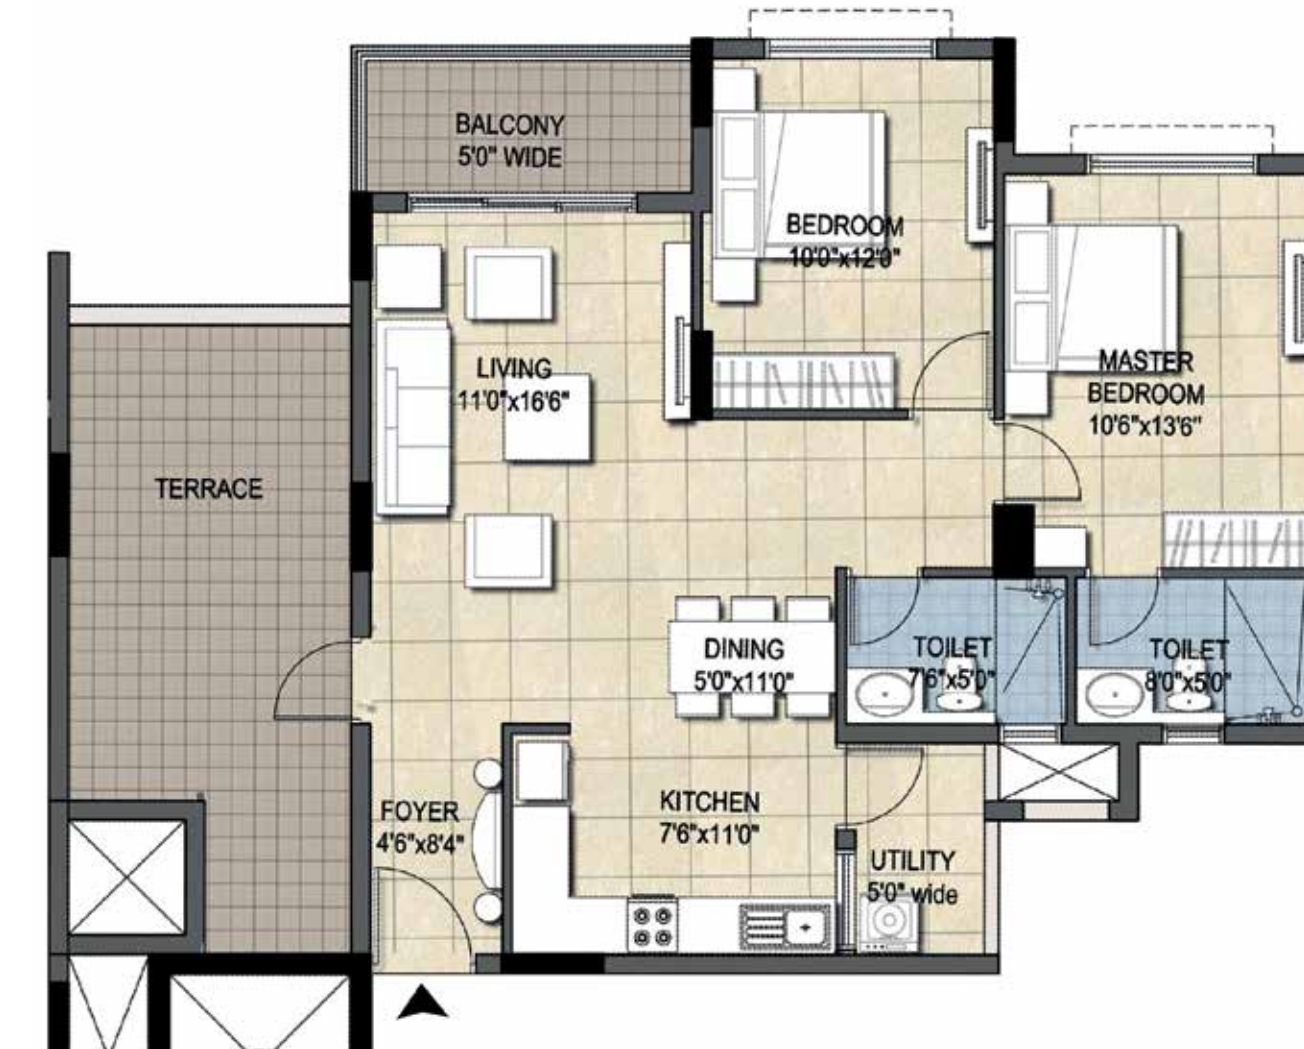 BALCONY
5'0" WIDE
BEDROOM
10'0"x12'0"
LIVING
11'0"x16'6"
MASTER
BEDROOM
10'6"x13'6"
TERRACE
DINING
5'0"x11'0"
TOILET
7'6"x5'0"
TOILET
8'0"x5'0"
FOYER
4'6"x8'4"
KITCHEN
7'6"x11'0"
UTILITY
5'0" wide